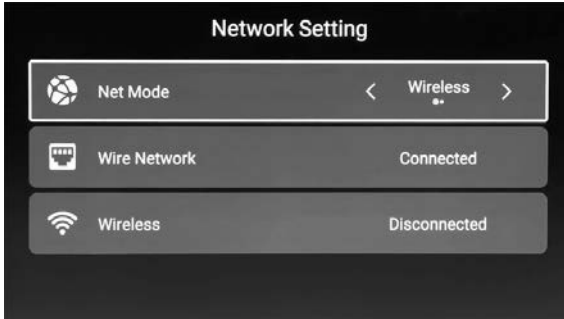 Network Setting
Net Mode < Wireless >
Wire Network Connected
Wireless Disconnected